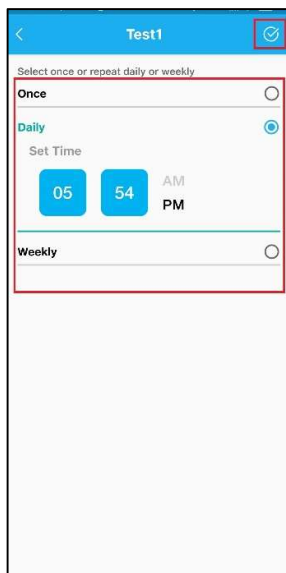 Test1
Select once or repeat daily or weekly
Once
Daily
Set Time
05 54 AM
PM
Weekly